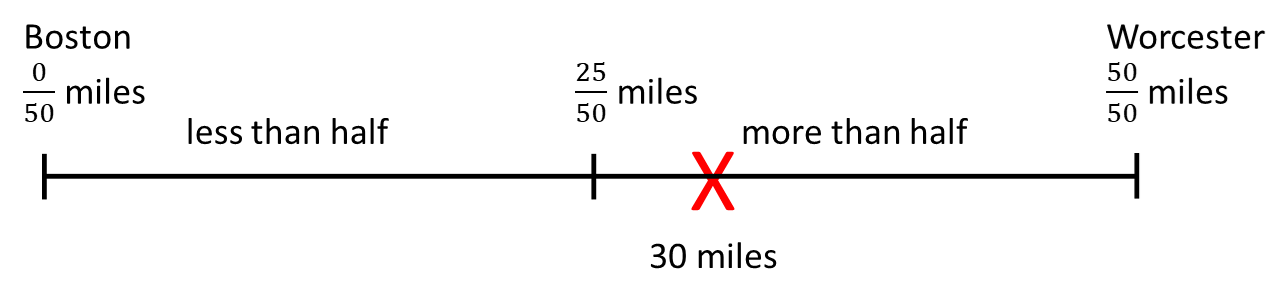 Boston
Worcester
0/50 miles
25/50 miles
50/50 miles
less than half
more than half
X
30 miles